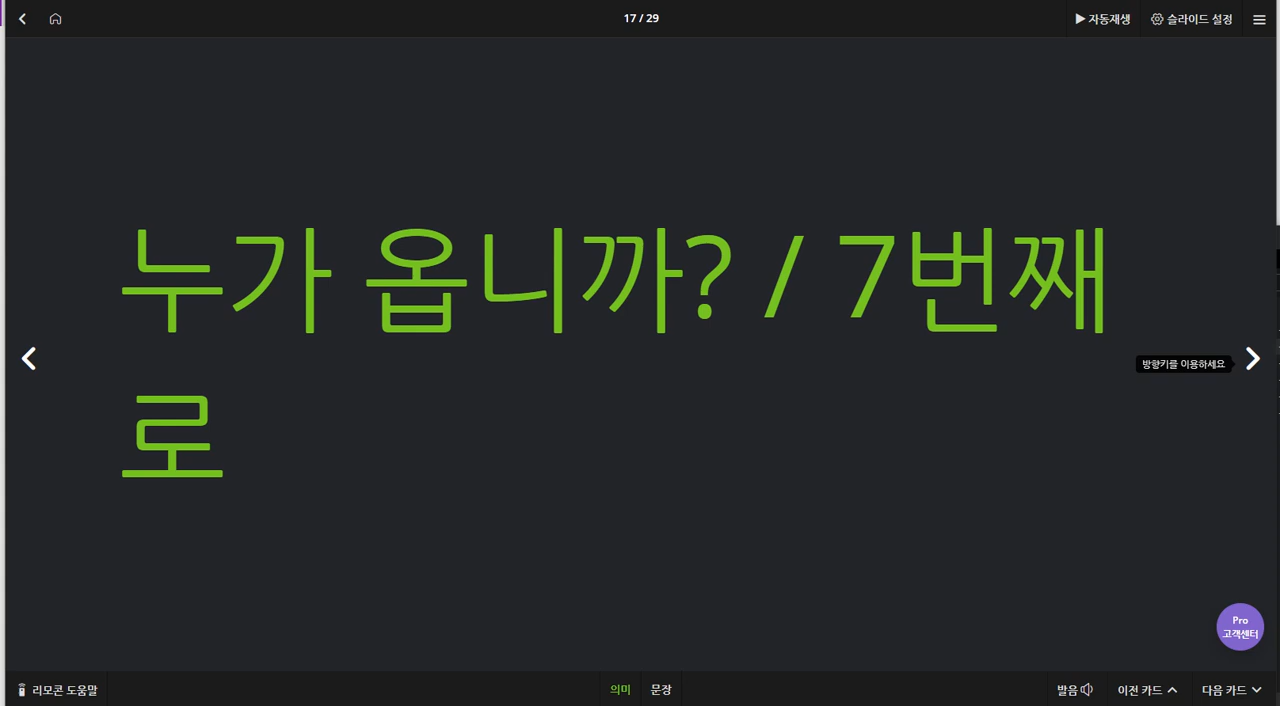 17 / 29
자동재생
슬라이드 설정
누가 옵니까? / 7번째
로
방향키를 이용하세요
Pro
고객센터
리모콘 도움말
의미
문장
발음
이전 카드
다음 카드